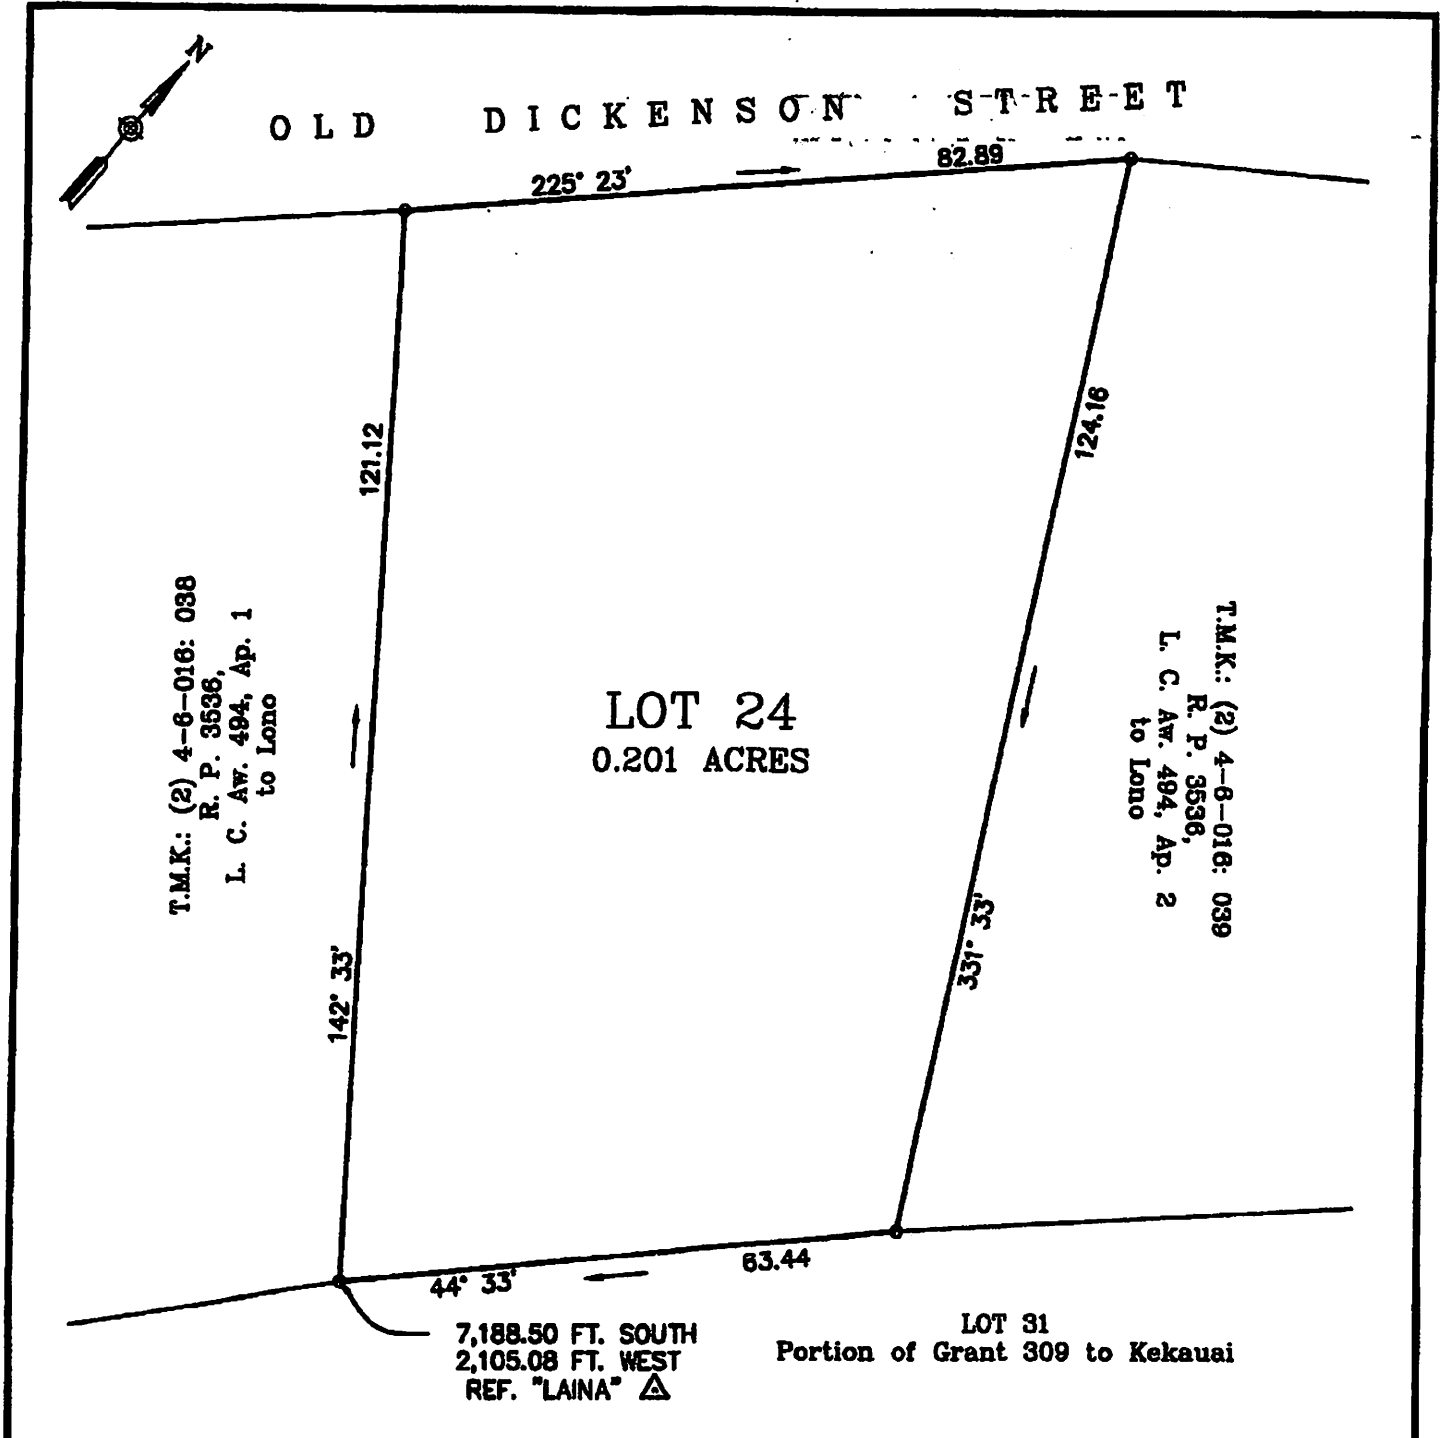 N
OLD DICKENSON STREET
225° 23'
82.89
121.12
124.16
T.M.K.: (2) 4-6-016: 038
R. P. 3536,
L. C. Aw. 494, Ap. 1
to Lono
LOT 24
0.201 ACRES
T.M.K.: (2) 4-6-016: 039
R. P. 3536,
L. C. Aw. 494, Ap. 2
to Lono
142° 33'
331° 33'
44° 33'
63.44
7,188.50 FT. SOUTH
2,105.08 FT. WEST
REF. "LAINA"
LOT 31
Portion of Grant 309 to Kekauai